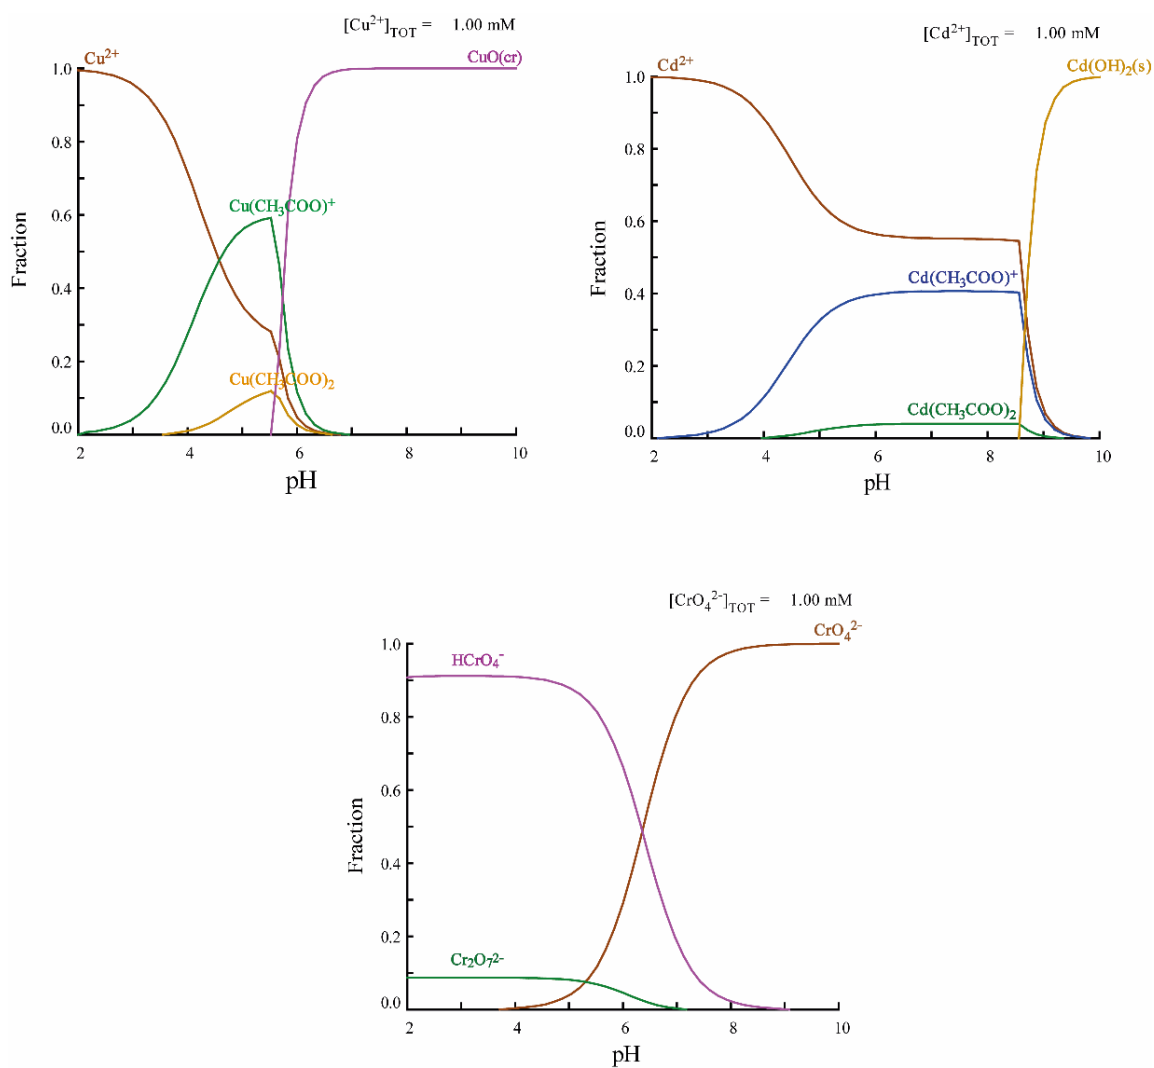 [Cu²⁺]TOT = 1.00 mM
Cu²⁺
CuO(cr)
1.0
0.8
0.6
0.4
0.2
0.0
Cu(CH₃COO)⁺
Cu(CH₃COO)₂
Fraction
2 4 6 8 10
pH
[Cd²⁺]TOT = 1.00 mM
Cd²⁺
Cd(OH)₂(s)
1.0
0.8
0.6
0.4
0.2
0.0
Cd(CH₃COO)⁺
Cd(CH₃COO)₂
Fraction
2 4 6 8 10
pH
[CrO₄²⁻]TOT = 1.00 mM
CrO₄²⁻
HCrO₄⁻
1.0
0.8
0.6
0.4
0.2
0.0
Cr₂O₇²⁻
Fraction
2 4 6 8 10
pH